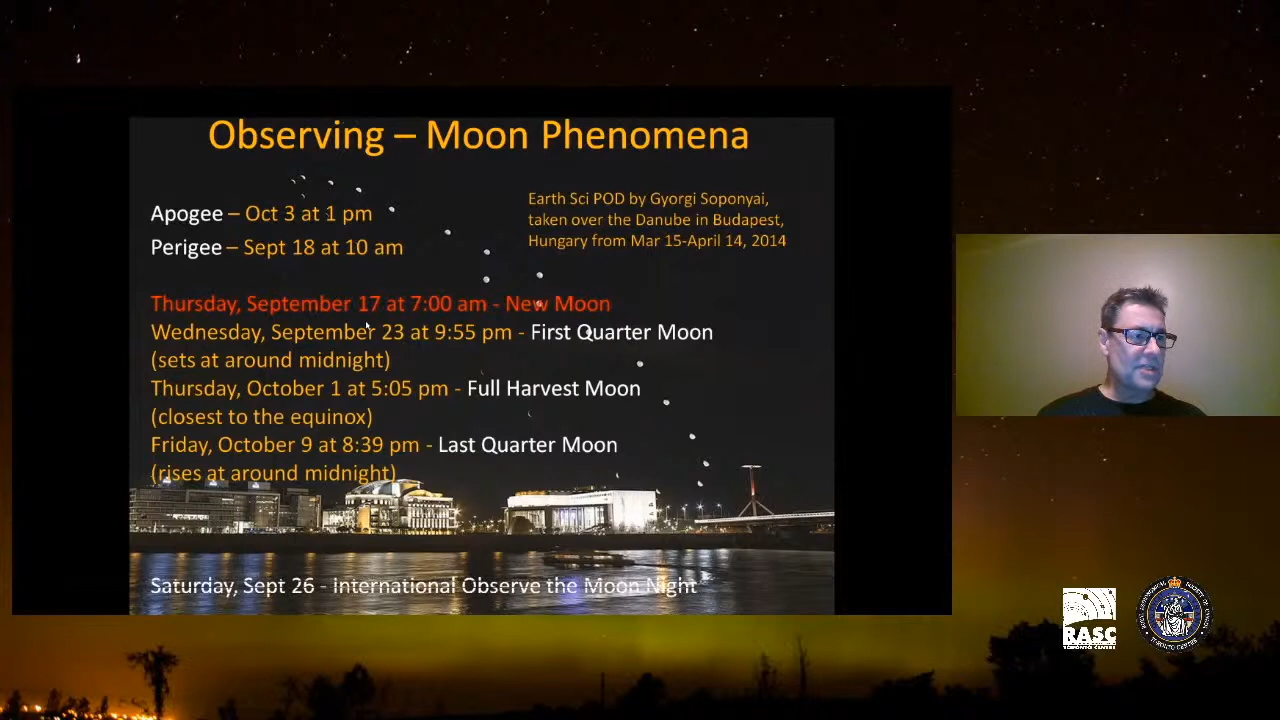 Observing – Moon Phenomena
Apogee – Oct 3 at 1 pm
Perigee – Sept 18 at 10 am
Earth Sci POD by Gyorgi Soponyai,
taken over the Danube in Budapest,
Hungary from Mar 15-April 14, 2014
Thursday, September 17 at 7:00 am - New Moon
Wednesday, September 23 at 9:55 pm - First Quarter Moon
(sets at around midnight)
Thursday, October 1 at 5:05 pm - Full Harvest Moon
(closest to the equinox)
Friday, October 9 at 8:39 pm - Last Quarter Moon
(rises at around midnight)
Saturday, Sept 26 - International Observe the Moon Night
RASC
TORONTO CENTRE
TORONTO CENTRE